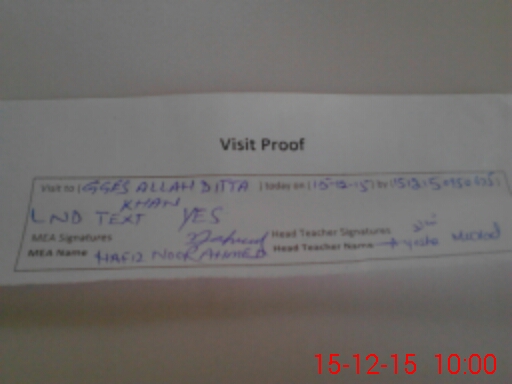 Visit Proof
Visit to (GGES ALLAH DITTA ) today on (15-12-15) by (
KHAN
LND TEXT YES
MEA Signatures Head Teacher Signatures
MEA Name HAFIZ NOOR AHMED Head Teacher Name
15-12-15 10:00